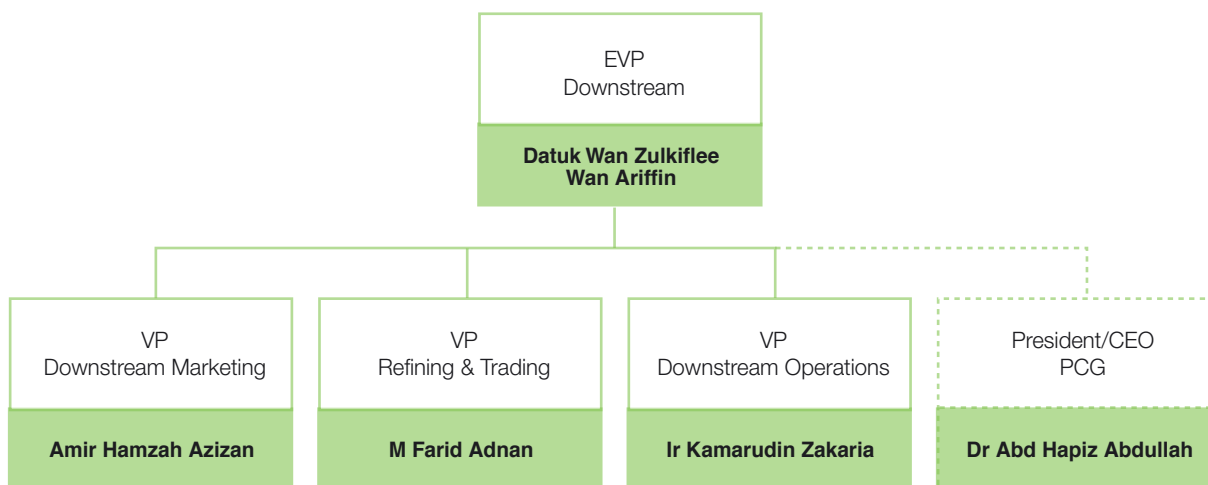 EVP
Downstream
Datuk Wan Zulkiflee
Wan Ariffin
VP
Downstream Marketing
Amir Hamzah Azizan
VP
Refining & Trading
M Farid Adnan
VP
Downstream Operations
Ir Kamarudin Zakaria
President/CEO
PCG
Dr Abd Hapiz Abdullah